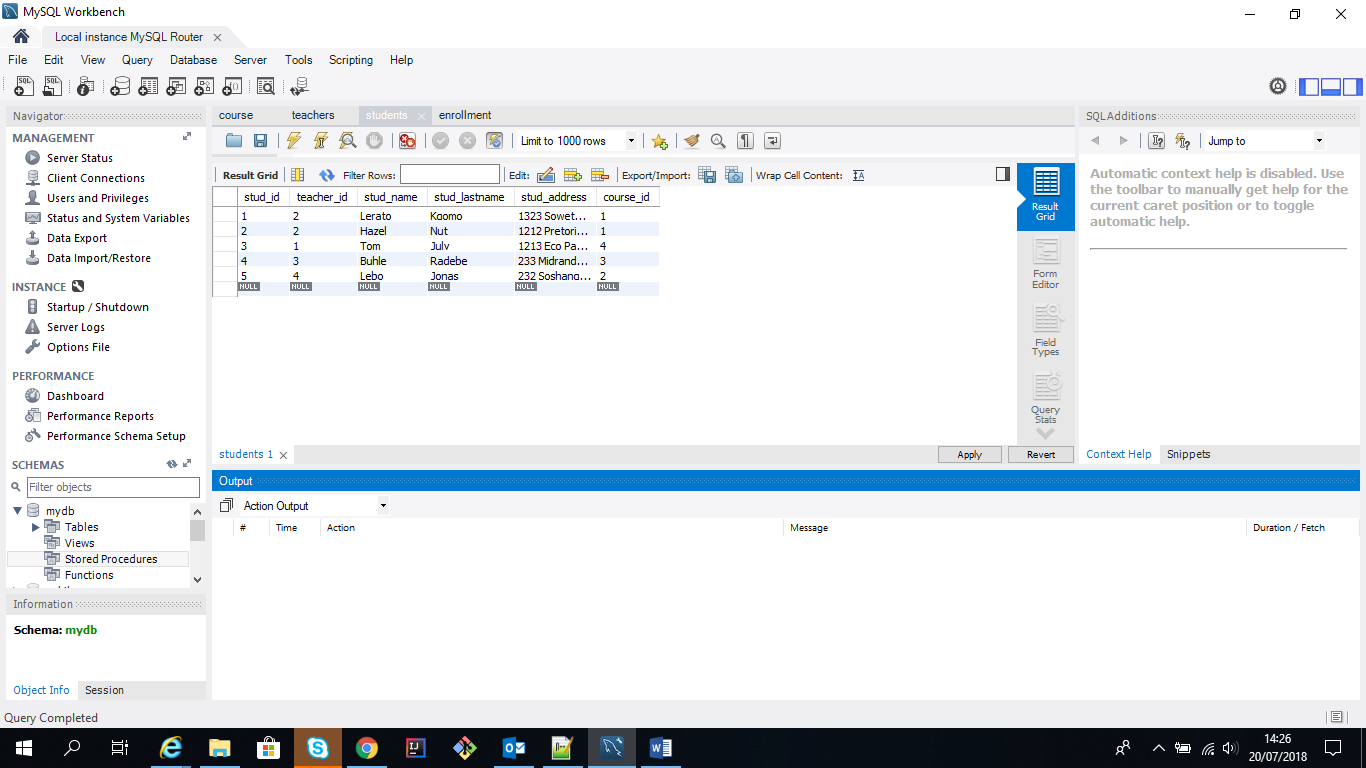 MySQL Workbench
Local instance MySQL Router
File Edit View Query Database Server Tools Scripting Help
Navigator
MANAGEMENT
Server Status
Client Connections
Users and Privileges
Status and System Variables
Data Export
Data Import/Restore
INSTANCE
Startup / Shutdown
Server Logs
Options File
PERFORMANCE
Dashboard
Performance Reports
Performance Schema Setup
SCHEMAS
Filter objects
mydb
Tables
Views
Stored Procedures
Functions
Information
Schema: mydb
Object Info Session
course teachers students enrollment
Limit to 1000 rows
Result Grid Filter Rows: Edit: Export/Import: Wrap Cell Content: IA
stud_id teacher_id stud_name stud_lastname stud_address course_id
1 2 Lerato Kgomo 1323 Sowet... 1
2 2 Hazel Nut 1212 Pretori... 1
3 1 Tom July 1213 Eco Pa... 4
4 3 Buhle Radebe 233 Midrand... 3
5 4 Lebo Jonas 232 Soshang... 2
NULL NULL NULL NULL NULL NULL
Result Grid
Form Editor
Field Types
Query Stats
students 1
Apply Revert
SQLAdditions
Jump to
Automatic context help is disabled. Use
the toolbar to manually get help for the
current caret position or to toggle
automatic help.
Context Help Snippets
Output
Action Output
# Time Action Message Duration / Fetch
Query Completed
14:26
20/07/2018